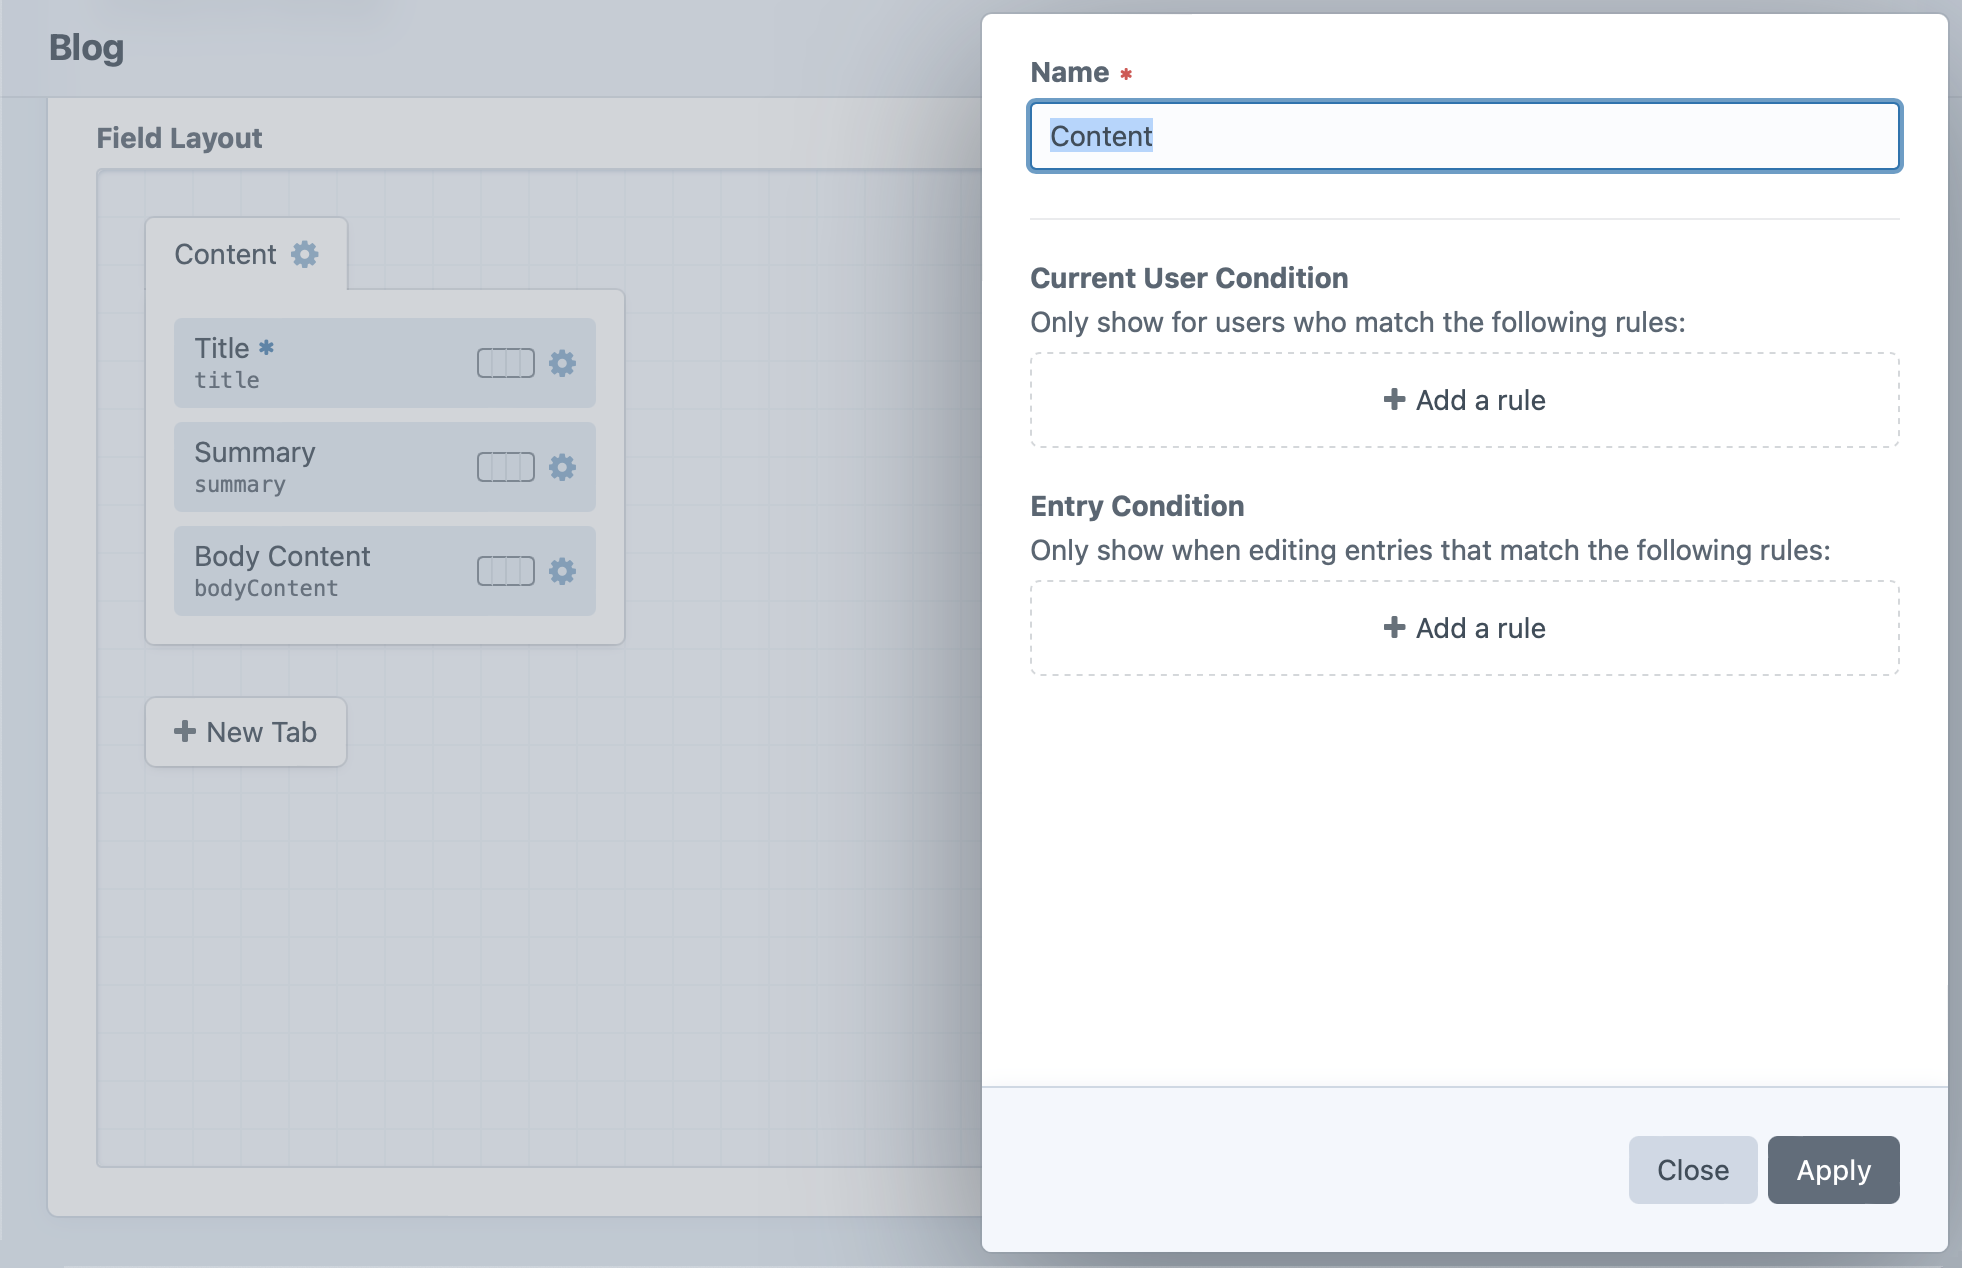 Blog
Field Layout
Content
Title *
title
Summary
summary
Body Content
bodyContent
+ New Tab
Name *
Content
Current User Condition
Only show for users who match the following rules:
+ Add a rule
Entry Condition
Only show when editing entries that match the following rules:
+ Add a rule
Close
Apply